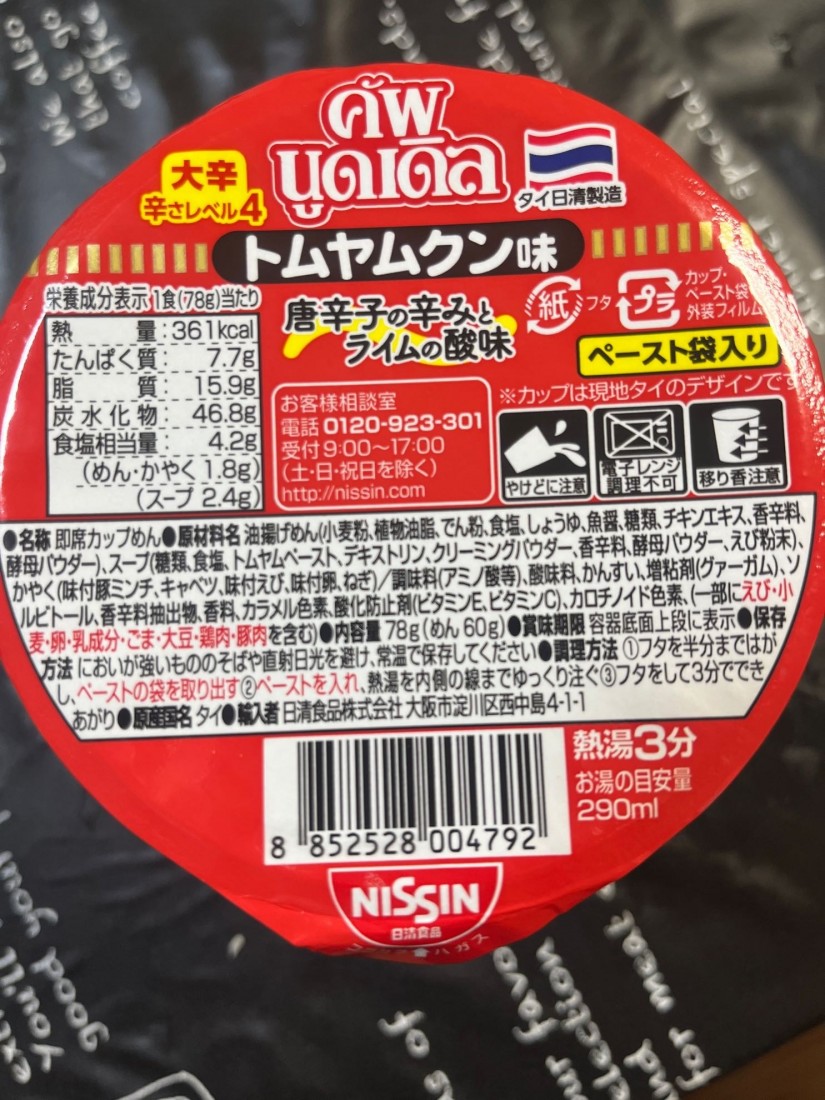 คัพ
นูดเดิล
大辛
辛さレベル4
タイ日清製造
トムヤムクン味
唐辛子の辛みと
ライムの酸味
紙 フタ
プラ カップ・
ペースト袋・
外装フィルム
ペースト袋入り
※カップは現地タイのデザインです
栄養成分表示 1食(78g)当たり
熱量:361kcal
たんぱく質: 7.7g
脂質: 15.9g
炭水化物: 46.8g
食塩相当量: 4.2g
(めん・かやく 1.8g)
(スープ 2.4g)
お客様相談室
電話 0120-923-301
受付 9:00〜17:00
(土・日・祝日を除く)
http://nissin.com
やけどに注意
電子レンジ
調理不可
移り香注意
●名称 即席カップめん●原材料名 油揚げめん(小麦粉、植物油脂、でん粉、食塩、しょうゆ、魚醤、糖類、チキンエキス、香辛料、
酵母パウダー)、スープ(糖類、食塩、トムヤムペースト、デキストリン、クリーミングパウダー、香辛料、酵母パウダー、えび粉末)、
かやく(味付豚ミンチ、キャベツ、味付えび、味付卵、ねぎ)/調味料(アミノ酸等)、酸味料、かんすい、増粘剤(グァーガム)、ソ
ルビトール、香辛料抽出物、香料、カラメル色素、酸化防止剤(ビタミンE、ビタミンC)、カロチノイド色素、(一部にえび・小
麦・卵・乳成分・ごま・大豆・鶏肉・豚肉を含む)●内容量 78g(めん 60g)●賞味期限 容器底面上段に表示●保存
方法 においが強いもののそばや直射日光を避け、常温で保存してください●調理方法 ①フタを半分まではが
し、ペーストの袋を取り出す②ペーストを入れ、熱湯を内側の線までゆっくり注ぐ③フタをして3分でき
あがり●原産国名 タイ●輸入者 日清食品株式会社 大阪市淀川区西中島4-1-1
熱湯3分
お湯の目安量
290ml
8 852528 004792
NISSIN
日清食品